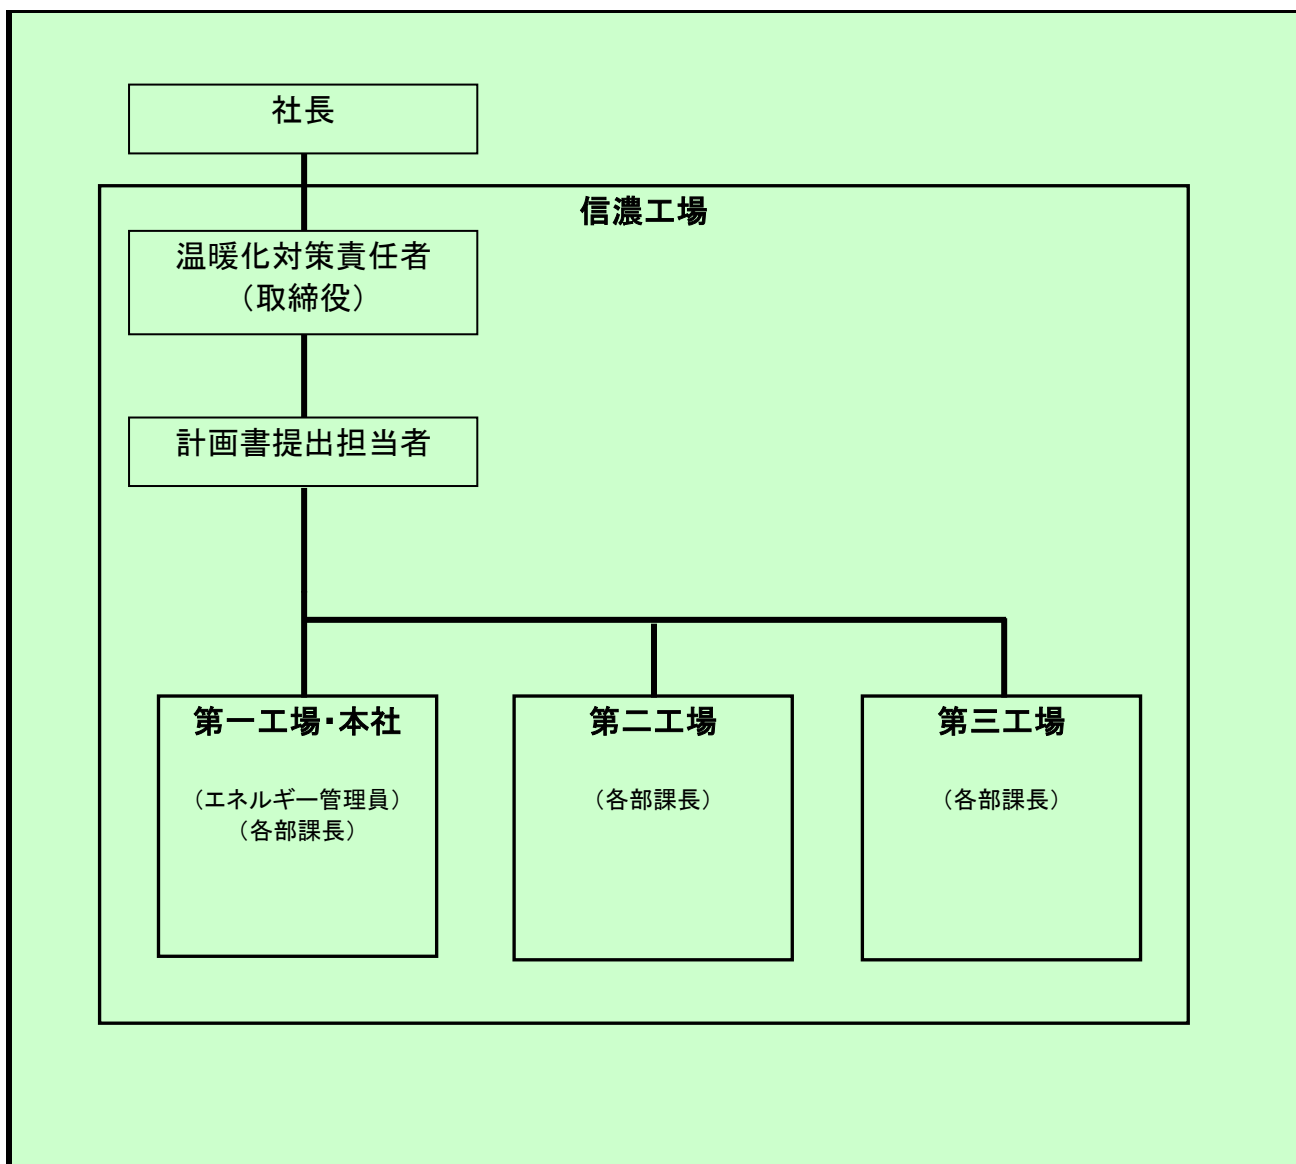 社長
信濃工場
温暖化対策責任者
（取締役）
計画書提出担当者
第一工場・本社
（エネルギー管理員）
（各部課長）
第二工場
（各部課長）
第三工場
（各部課長）